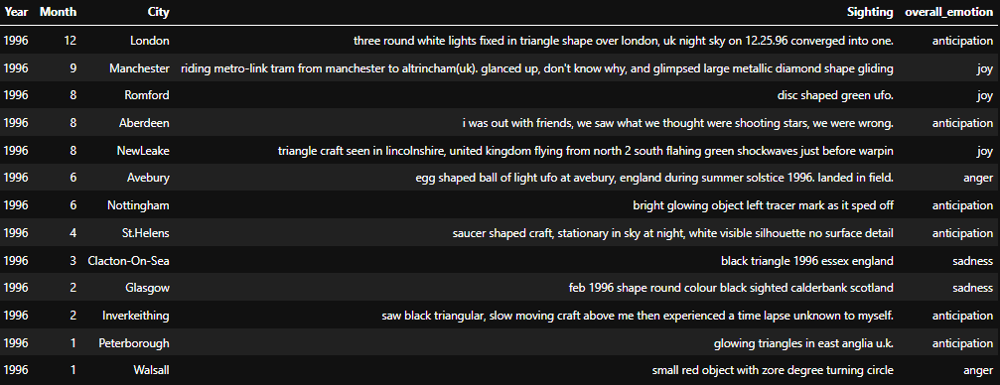 Year Month City Sighting overall_emotion
1996 12 London three round white lights fixed in triangle shape over london, uk night sky on 12.25.96 converged into one. anticipation
1996 9 Manchester riding metro-link tram from manchester to altrincham(uk). glanced up, don't know why, and glimpsed large metallic diamond shape gliding joy
1996 8 Romford disc shaped green ufo. joy
1996 8 Aberdeen i was out with friends, we saw what we thought were shooting stars, we were wrong. anticipation
1996 8 NewLeake triangle craft seen in lincolnshire, united kingdom flying from north 2 south flahing green shockwaves just before warpin joy
1996 6 Avebury egg shaped ball of light ufo at avebury, england during summer solstice 1996. landed in field. anger
1996 6 Nottingham bright glowing object left tracer mark as it sped off anticipation
1996 4 St.Helens saucer shaped craft, stationary in sky at night, white visible silhouette no surface detail anticipation
1996 3 Clacton-On-Sea black triangle 1996 essex england sadness
1996 2 Glasgow feb 1996 shape round colour black sighted calderbank scotland sadness
1996 2 Inverkeithing saw black triangular, slow moving craft above me then experienced a time lapse unknown to myself. anticipation
1996 1 Peterborough glowing triangles in east anglia u.k. anticipation
1996 1 Walsall small red object with zore degree turning circle anger